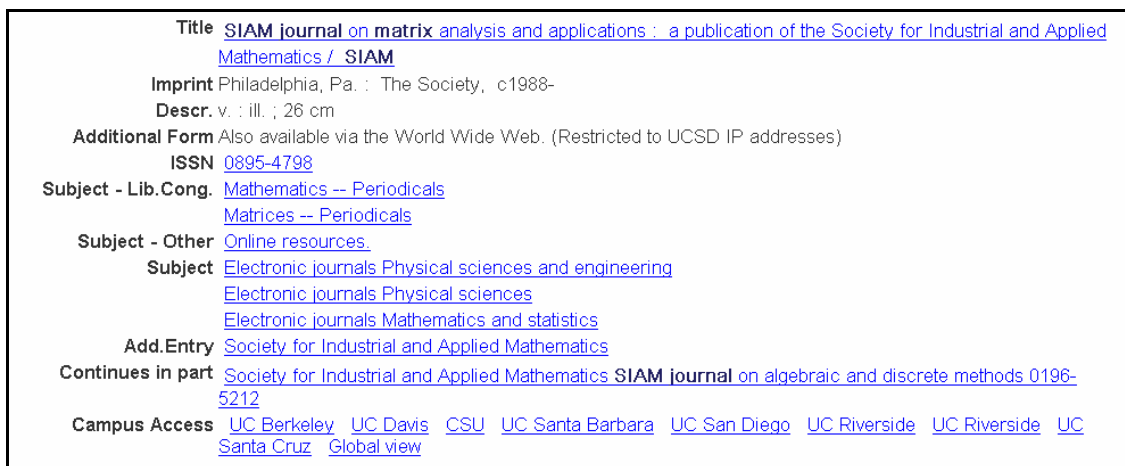 Title SIAM journal on matrix analysis and applications : a publication of the Society for Industrial and Applied
Mathematics / SIAM
Imprint Philadelphia, Pa. : The Society, c1988-
Descr. v. : ill. ; 26 cm
Additional Form Also available via the World Wide Web. (Restricted to UCSD IP addresses)
ISSN 0895-4798
Subject - Lib.Cong. Mathematics -- Periodicals
Matrices -- Periodicals
Subject - Other Online resources.
Subject Electronic journals Physical sciences and engineering
Electronic journals Physical sciences
Electronic journals Mathematics and statistics
Add.Entry Society for Industrial and Applied Mathematics
Continues in part Society for Industrial and Applied Mathematics SIAM journal on algebraic and discrete methods 0196-
5212
Campus Access UC Berkeley UC Davis CSU UC Santa Barbara UC San Diego UC Riverside UC Riverside UC
Santa Cruz Global view